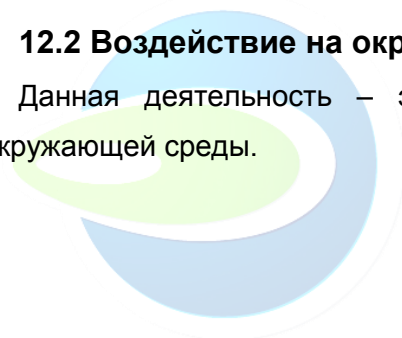 12.2 Воздействие на окр
Данная деятельность –
кружающей среды.